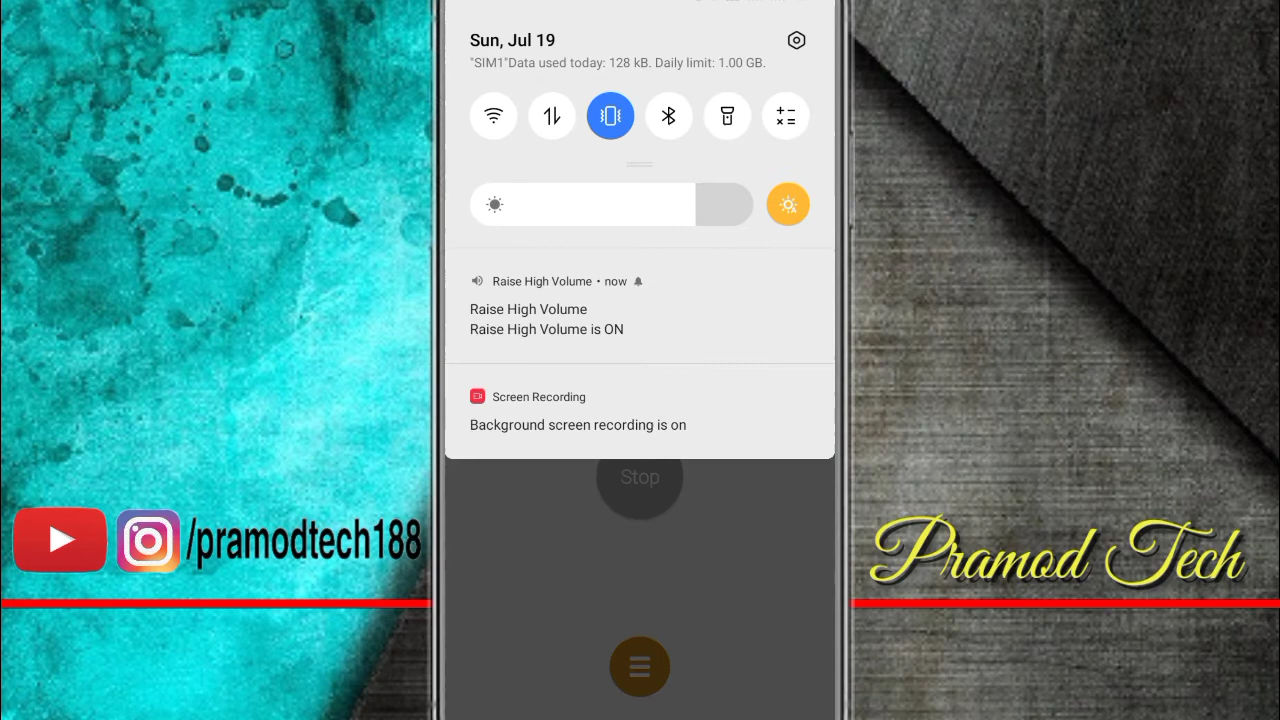 Sun, Jul 19
"SIM1"Data used today: 128 kB. Daily limit: 1.00 GB.
Raise High Volume • now
Raise High Volume
Raise High Volume is ON
Screen Recording
Background screen recording is on
Stop
/pramodtech188
Pramod Tech